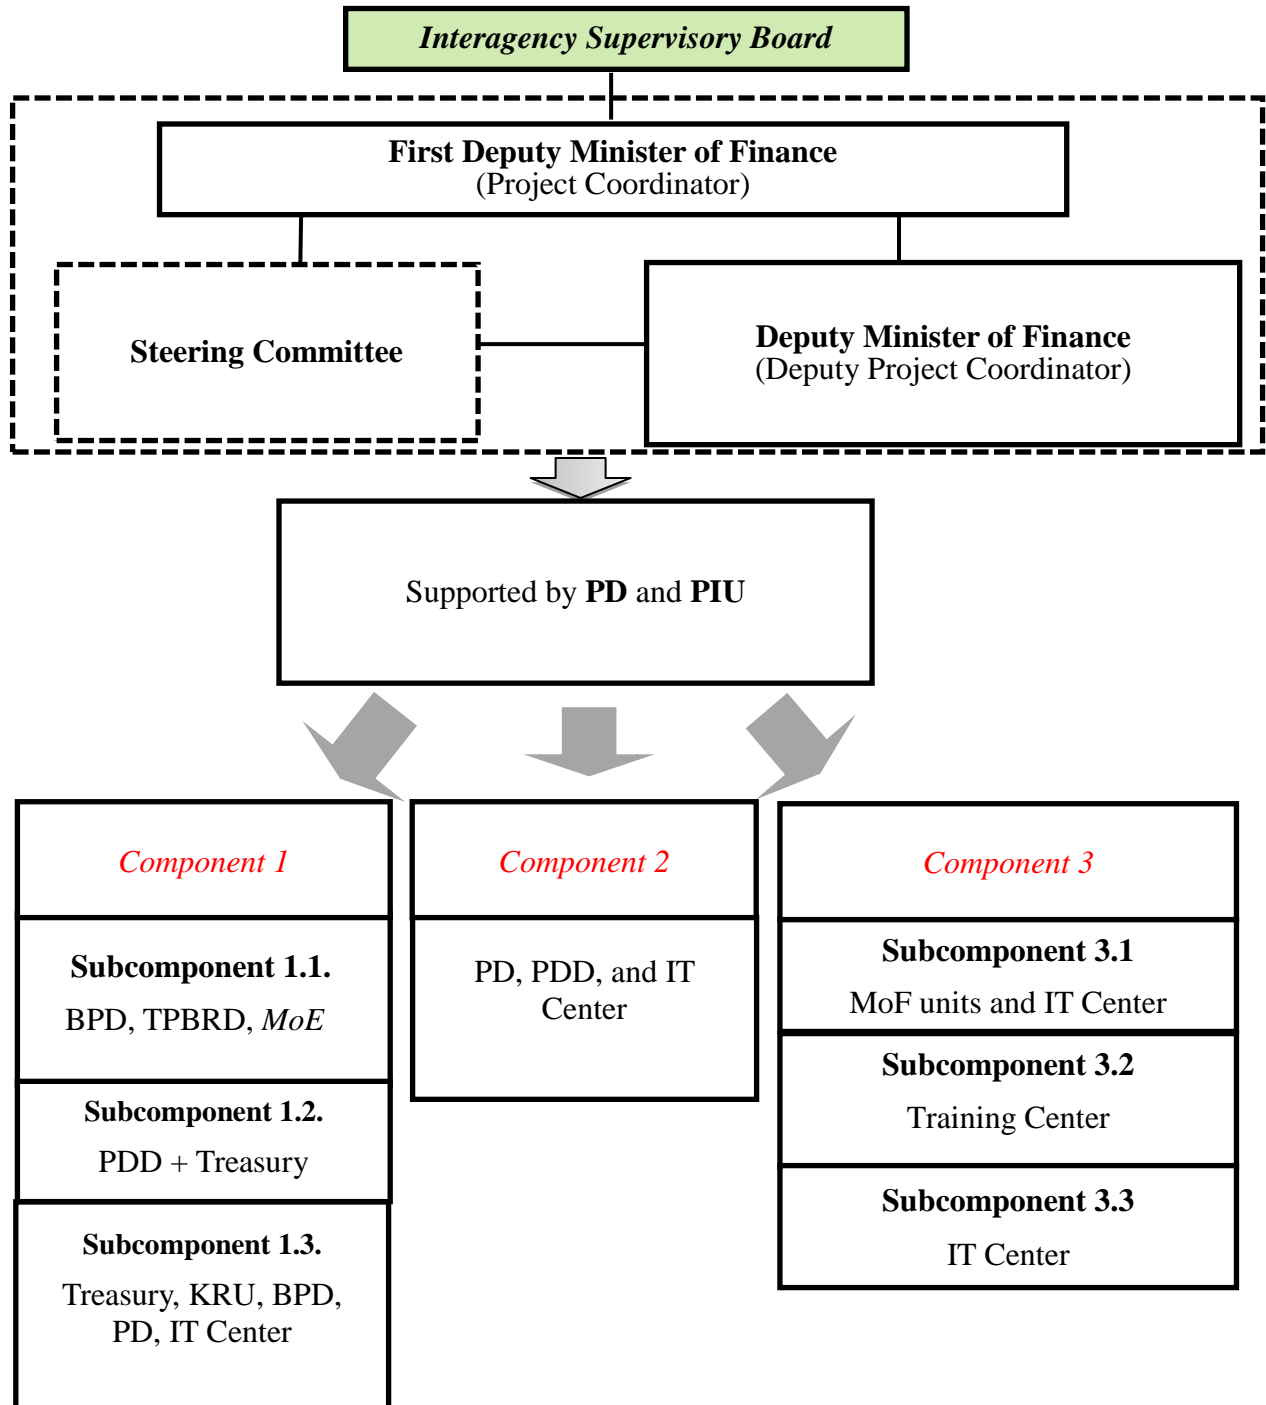 Interagency Supervisory Board
First Deputy Minister of Finance
(Project Coordinator)
Steering Committee
Deputy Minister of Finance
(Deputy Project Coordinator)
Supported by PD and PIU
Component 1
Subcomponent 1.1.
BPD, TPBRD, MoE
Subcomponent 1.2.
PDD + Treasury
Subcomponent 1.3.
Treasury, KRU, BPD,
PD, IT Center
Component 2
PD, PDD, and IT
Center
Component 3
Subcomponent 3.1
MoF units and IT Center
Subcomponent 3.2
Training Center
Subcomponent 3.3
IT Center